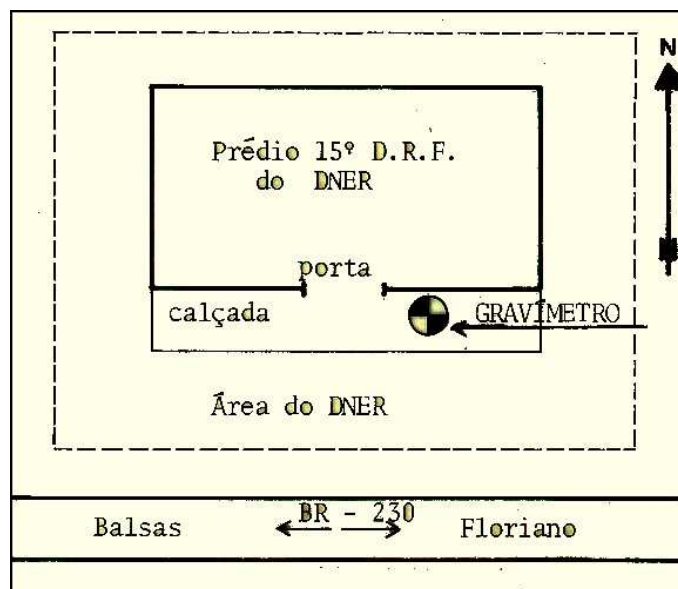 N
Prédio 15º D.R.F.
do DNER
porta
calçada
GRAVÍMETRO
Área do DNER
BR - 230
Balsas
Floriano